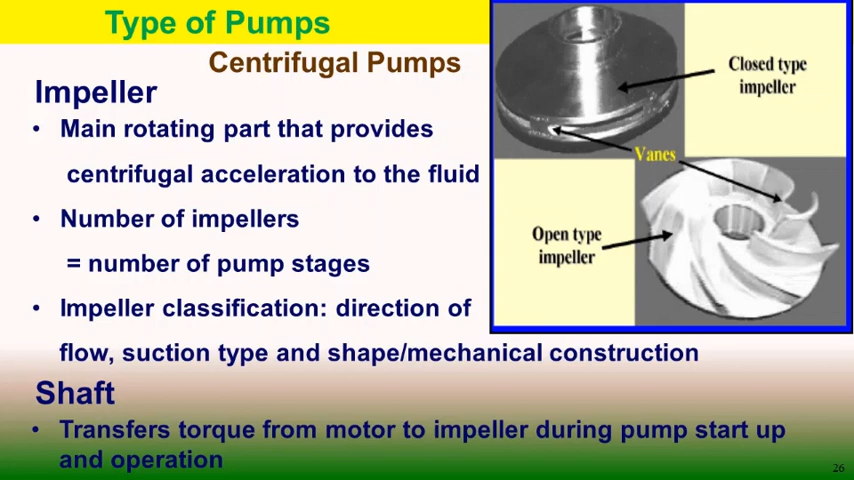 Type of Pumps
Centrifugal Pumps
Impeller
• Main rotating part that provides
centrifugal acceleration to the fluid
• Number of impellers
= number of pump stages
• Impeller classification: direction of
flow, suction type and shape/mechanical construction
Shaft
• Transfers torque from motor to impeller during pump start up
and operation
Closed type
impeller
Vanes
Open type
impeller
26